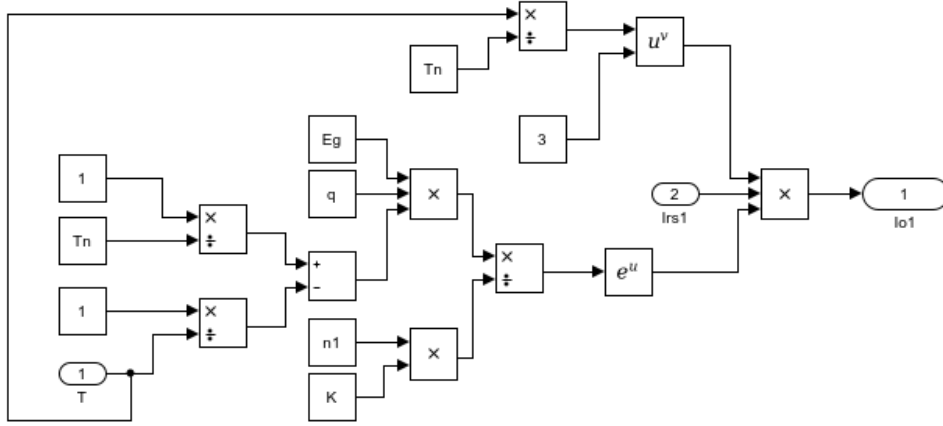 ×
÷
Tn
u^v
3
Eg
1
q
×
2
Irs1
×
1
Io1
×
÷
Tn
+
−
×
÷
e^u
1
×
÷
n1
×
1
T
K